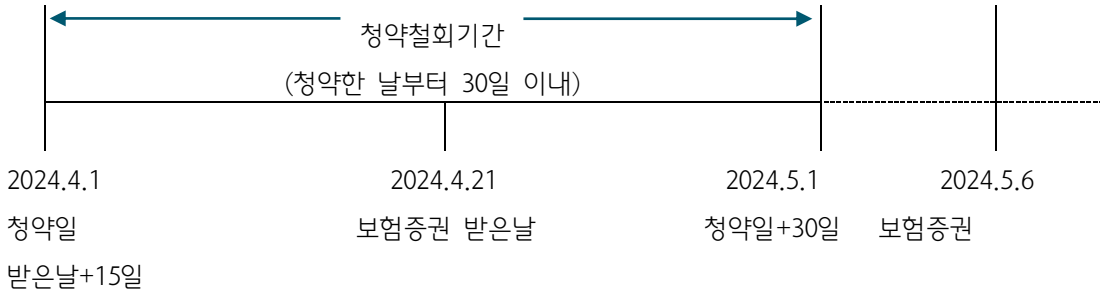 청약철회기간
(청약한 날부터 30일 이내)
2024.4.1 2024.4.21 2024.5.1 2024.5.6
청약일 보험증권 받은날 청약일+30일 보험증권
받은날+15일